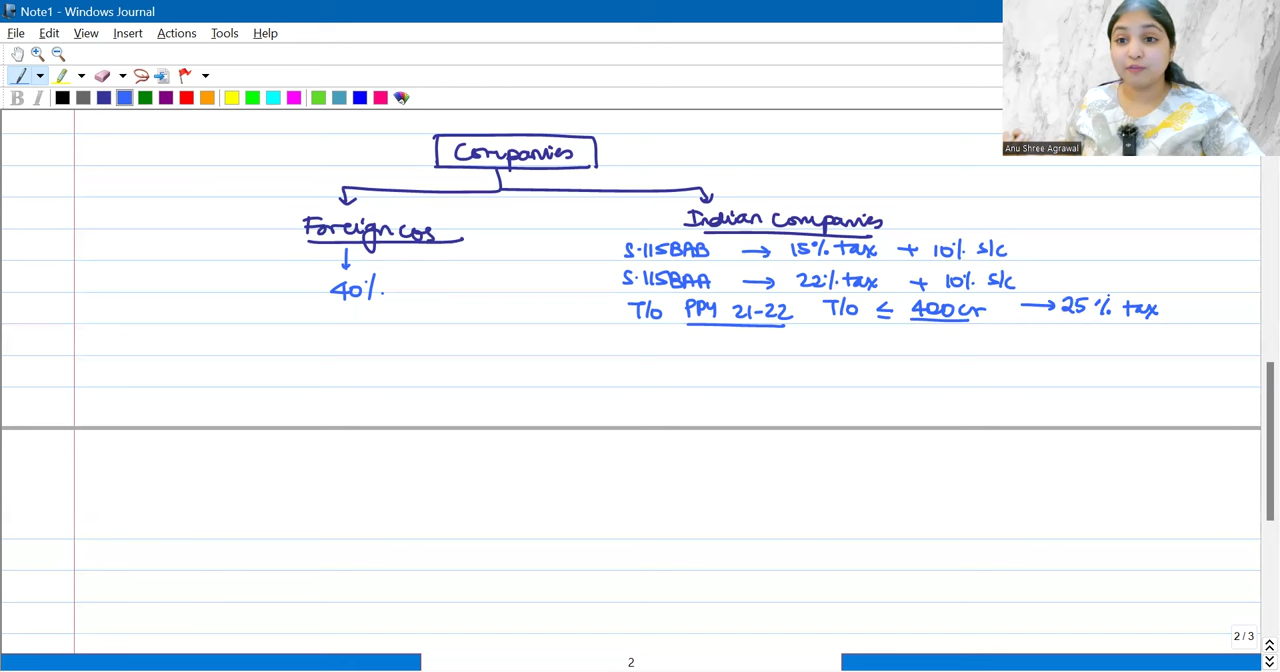 Note1 - Windows Journal
File Edit View Insert Actions Tools Help
B I
Anu Shree Agrawal
Companies
Foreign cos
40%.
Indian Companies
S.115BAB → 15% tax + 10% s/c
S.115BAA → 22% tax + 10% s/c
T/o PPY 21-22 T/o ≤ 400cr → 25% tax
2/3
2